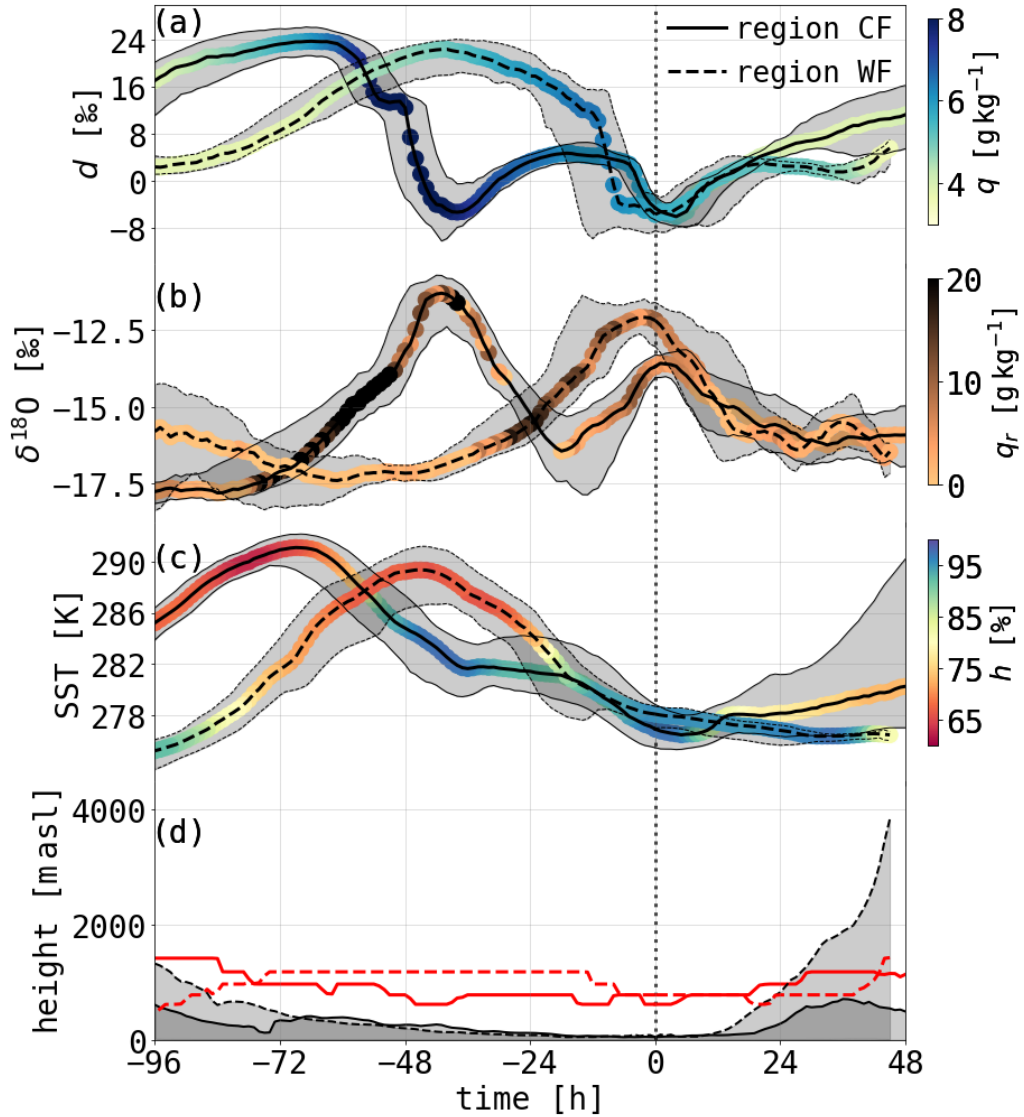 (a)
region CF
region WF
24
16
8
0
−8
d [‰]
8
6
4
q [g kg⁻¹]
(b)
−12.5
−15.0
−17.5
δ¹⁸O [‰]
20
10
0
qᵣ [g kg⁻¹]
(c)
290
286
282
278
SST [K]
95
85
75
65
h [%]
(d)
4000
2000
0
height [masl]
−96 −72 −48 −24 0 24 48
time [h]